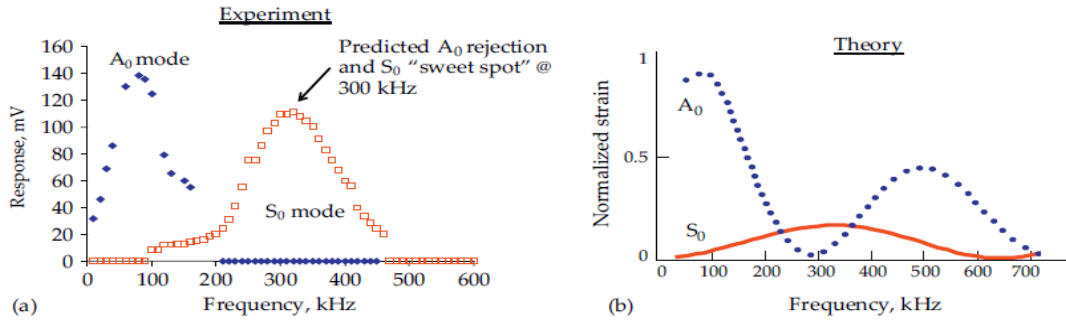 Experiment
160
140
120
100
80
60
40
20
0
Response, mV
A0 mode
Predicted A0 rejection
and S0 “sweet spot” @
300 kHz
S0 mode
0 100 200 300 400 500 600
(a) Frequency, kHz
Theory
1
0.5
0
Normalized strain
A0
S0
0 100 200 300 400 500 600 700
(b) Frequency, kHz